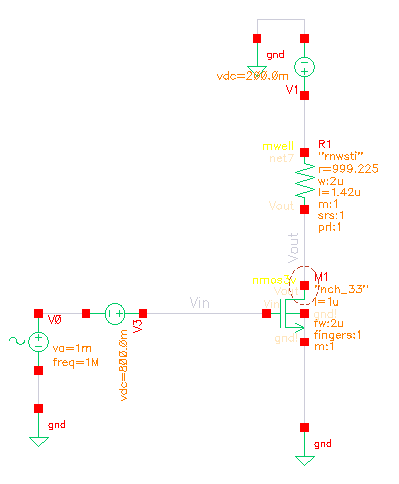 gnd
vdc=200.0m
V1
rnwsti
net7
R1
"rnwsti"
r=999.225
w:2u
l=1.42u
m:1
srs:1
prl:1
Vout
Vout
M1
"nch_33"
l=1u
Vin
gnd!
fw:2u
fingers:1
m:1
gnd!
Vin
V0
va=1m
freq=1M
V3
vdc=800.0m
gnd
gnd